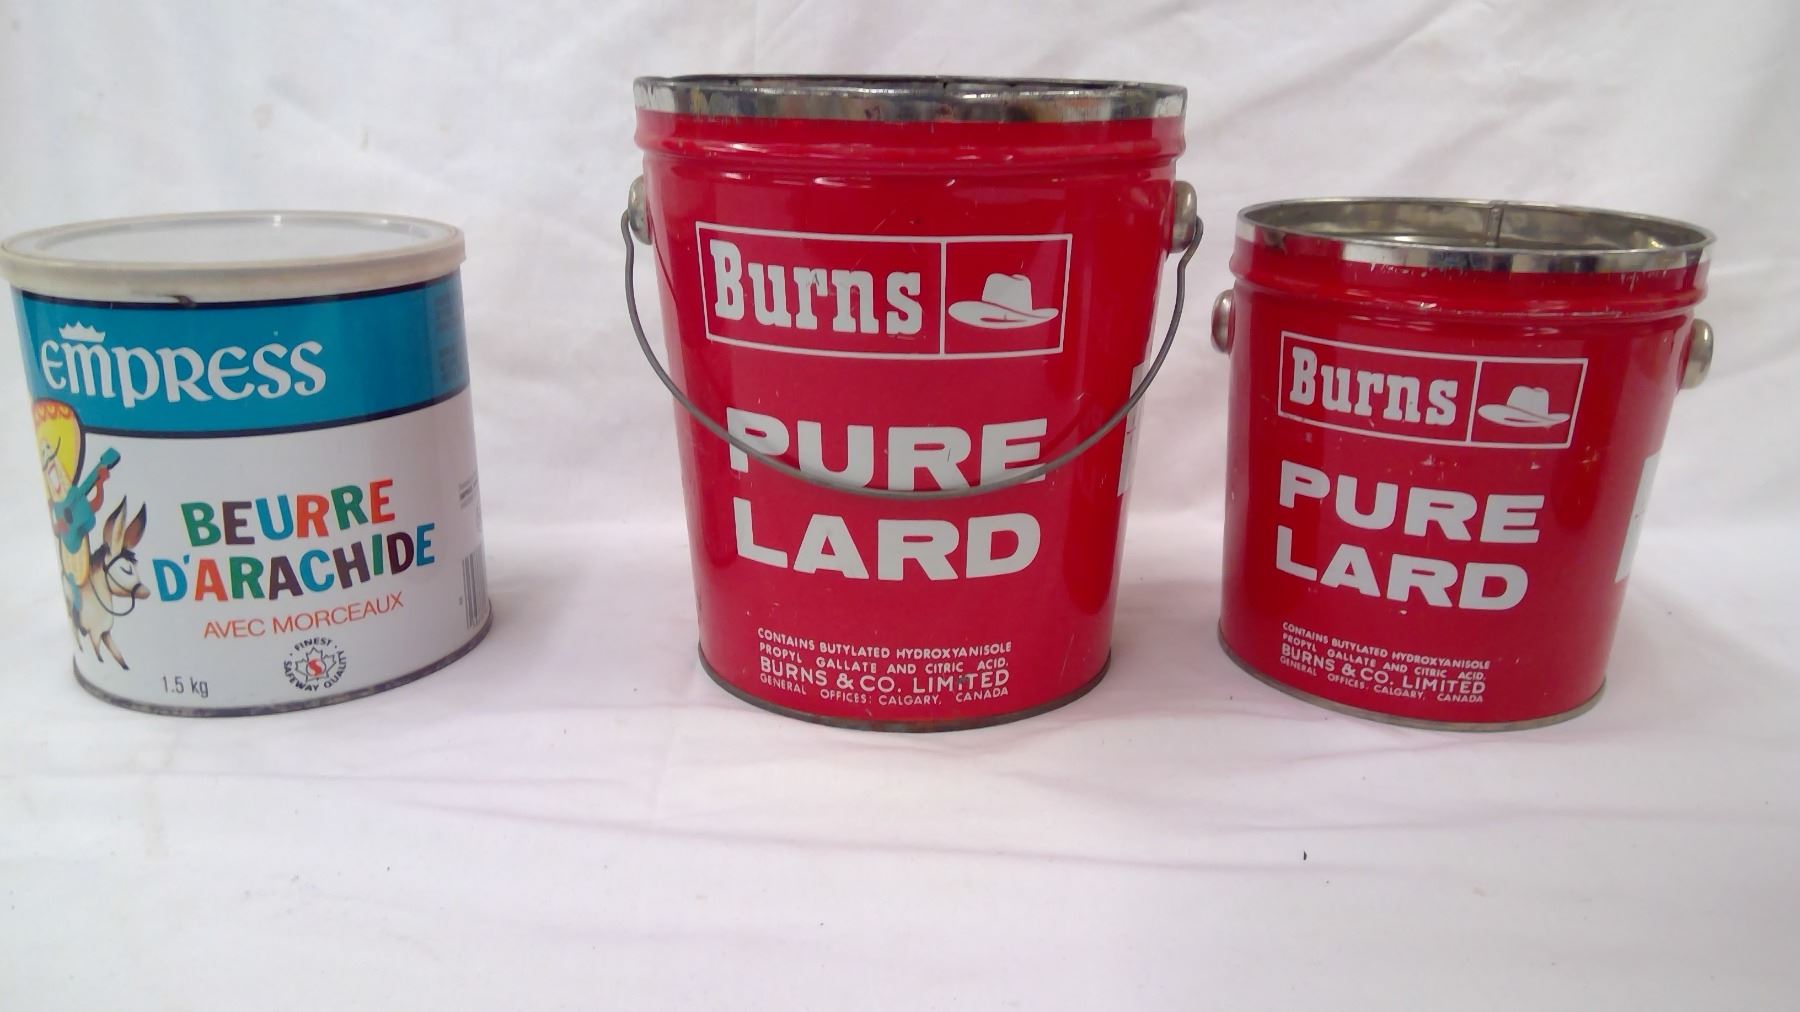 empress
BEURRE
D'ARACHIDE
AVEC MORCEAUX
FINEST
SAFEWAY QUALITY
S
1.5 kg
Burns
PURE
LARD
CONTAINS BUTYLATED HYDROXYANISOLE
PROPYL GALLATE AND CITRIC ACID.
BURNS & CO. LIMITED
GENERAL OFFICES: CALGARY, CANADA
Burns
PURE
LARD
CONTAINS BUTYLATED HYDROXYANISOLE
PROPYL GALLATE AND CITRIC ACID.
BURNS & CO. LIMITED
GENERAL OFFICES: CALGARY, CANADA